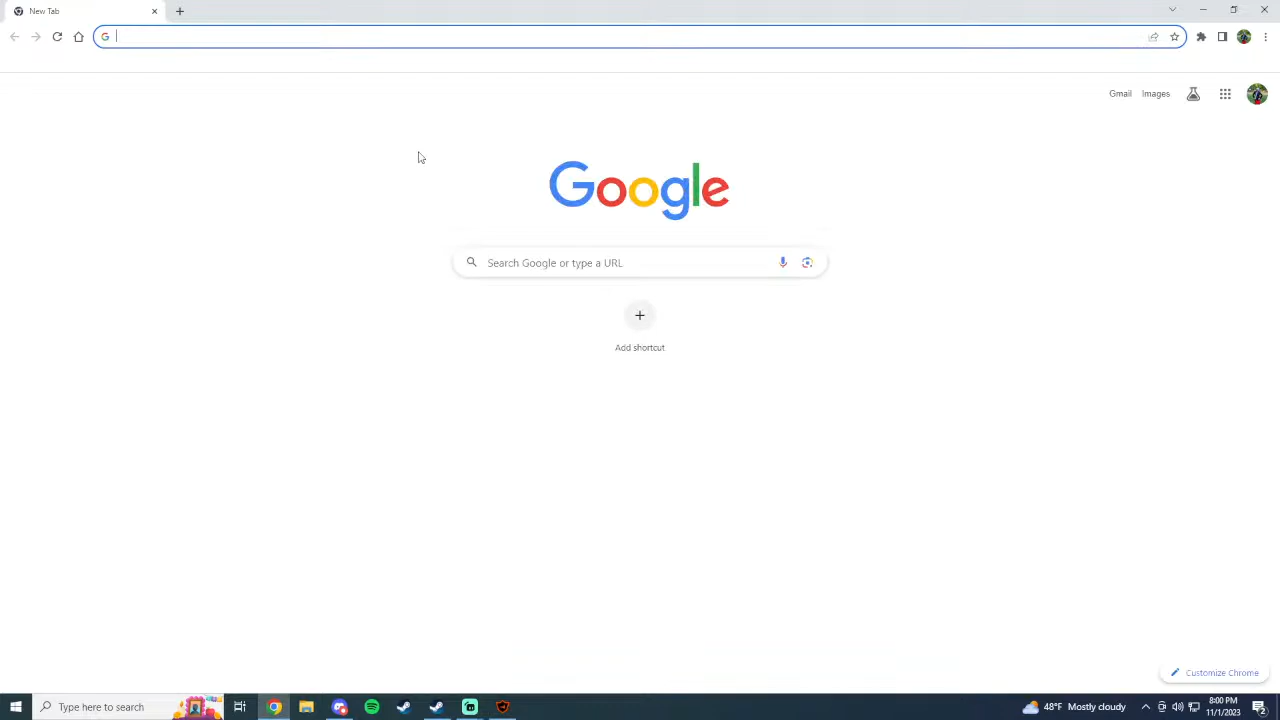 New Tab
Gmail Images
Google
Search Google or type a URL
Add shortcut
Customize Chrome
Type here to search
48°F Mostly cloudy
8:00 PM
11/1/2023
2